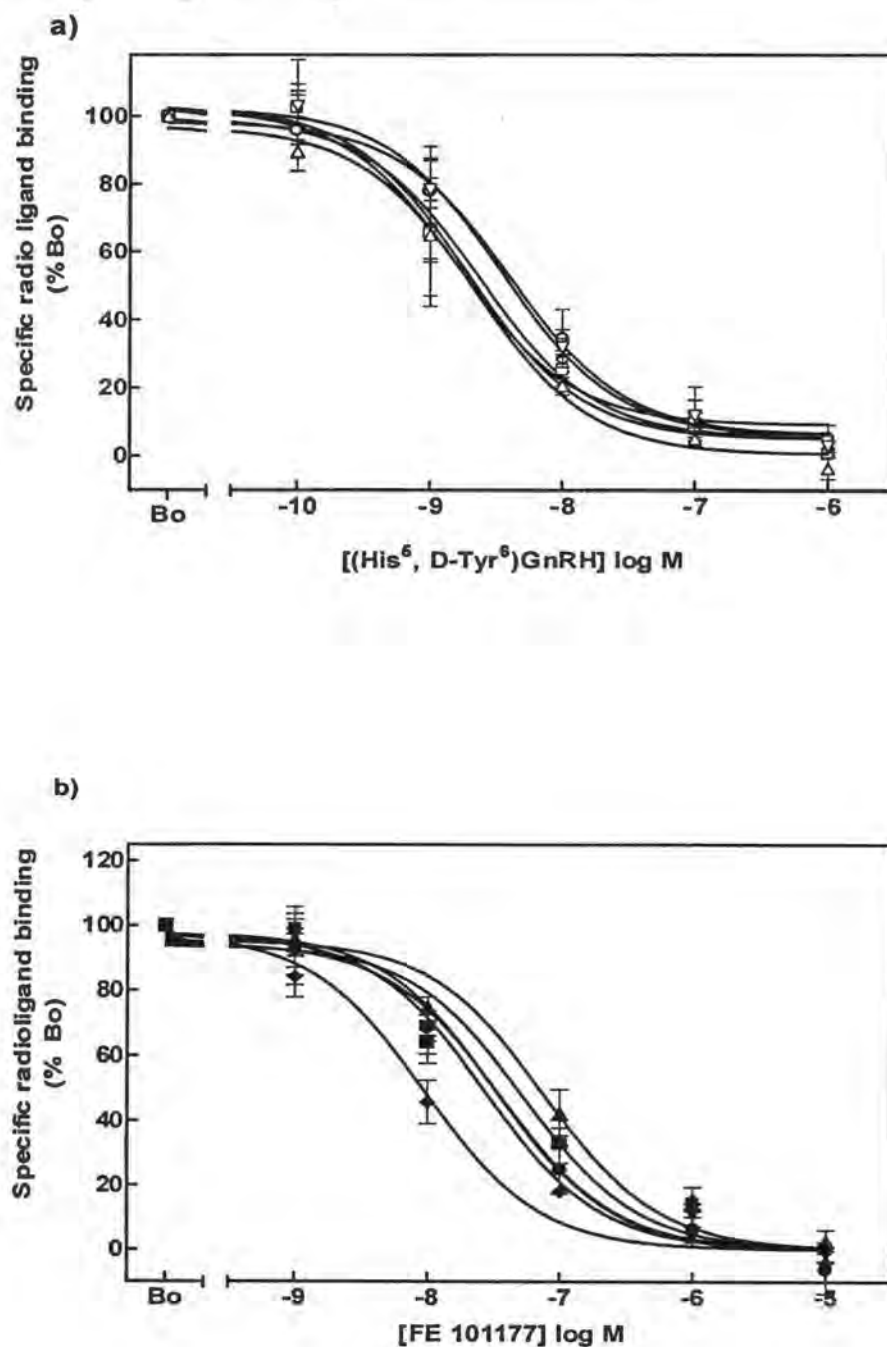 a)
Specific radio ligand binding
(%Bo)
100
80
60
40
20
0
Bo
-10
-9
-8
-7
-6
[(His⁵, D-Tyr⁶)GnRH] log M
b)
Specific radioligand binding
(% Bo)
120
100
80
60
40
20
0
Bo
-9
-8
-7
-6
-5
[FE 101177] log M